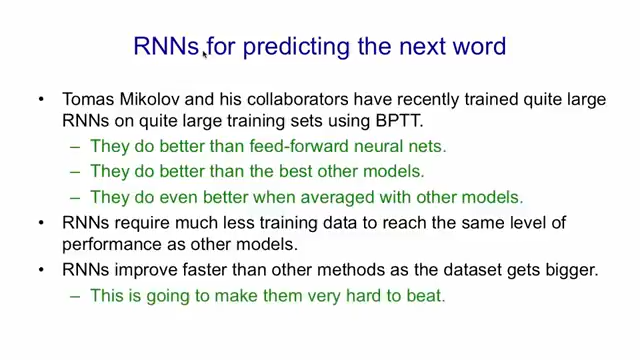 RNNs for predicting the next word
• Tomas Mikolov and his collaborators have recently trained quite large
RNNs on quite large training sets using BPTT.
– They do better than feed-forward neural nets.
– They do better than the best other models.
– They do even better when averaged with other models.
• RNNs require much less training data to reach the same level of
performance as other models.
• RNNs improve faster than other methods as the dataset gets bigger.
– This is going to make them very hard to beat.